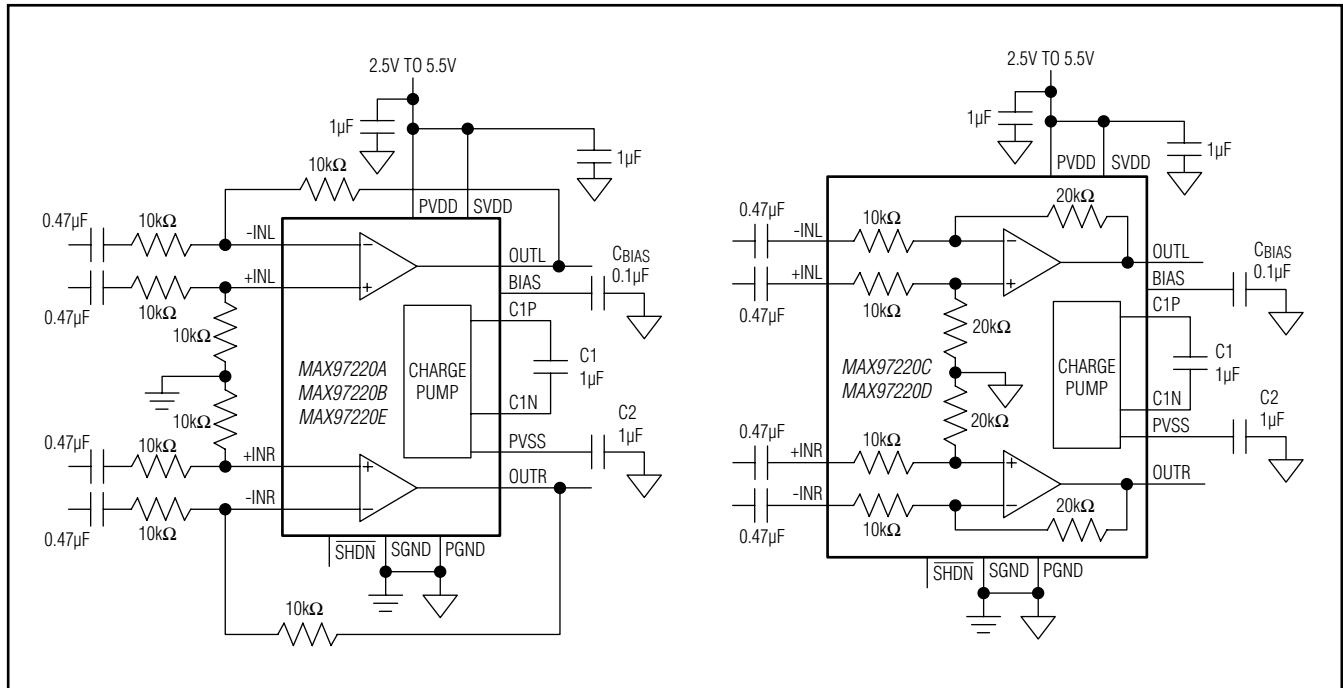 2.5V TO 5.5V
1µF
1µF
10kΩ
PVDD
SVDD
0.47µF
10kΩ
-INL
−
OUTL
CBIAS
0.1µF
BIAS
+INL
+
0.47µF
10kΩ
10kΩ
C1P
MAX97220A
MAX97220B
MAX97220E
CHARGE
PUMP
C1
1µF
C1N
10kΩ
C2
1µF
PVSS
0.47µF
10kΩ
+INR
+
OUTR
-INR
−
0.47µF
10kΩ
SHDN
SGND
PGND
10kΩ
2.5V TO 5.5V
1µF
1µF
PVDD
SVDD
20kΩ
0.47µF
-INL
10kΩ
−
OUTL
CBIAS
0.1µF
BIAS
+INL
+
0.47µF
10kΩ
20kΩ
C1P
MAX97220C
MAX97220D
CHARGE
PUMP
C1
1µF
C1N
20kΩ
C2
1µF
PVSS
0.47µF
+INR
10kΩ
+
OUTR
-INR
−
0.47µF
10kΩ
20kΩ
SHDN
SGND
PGND